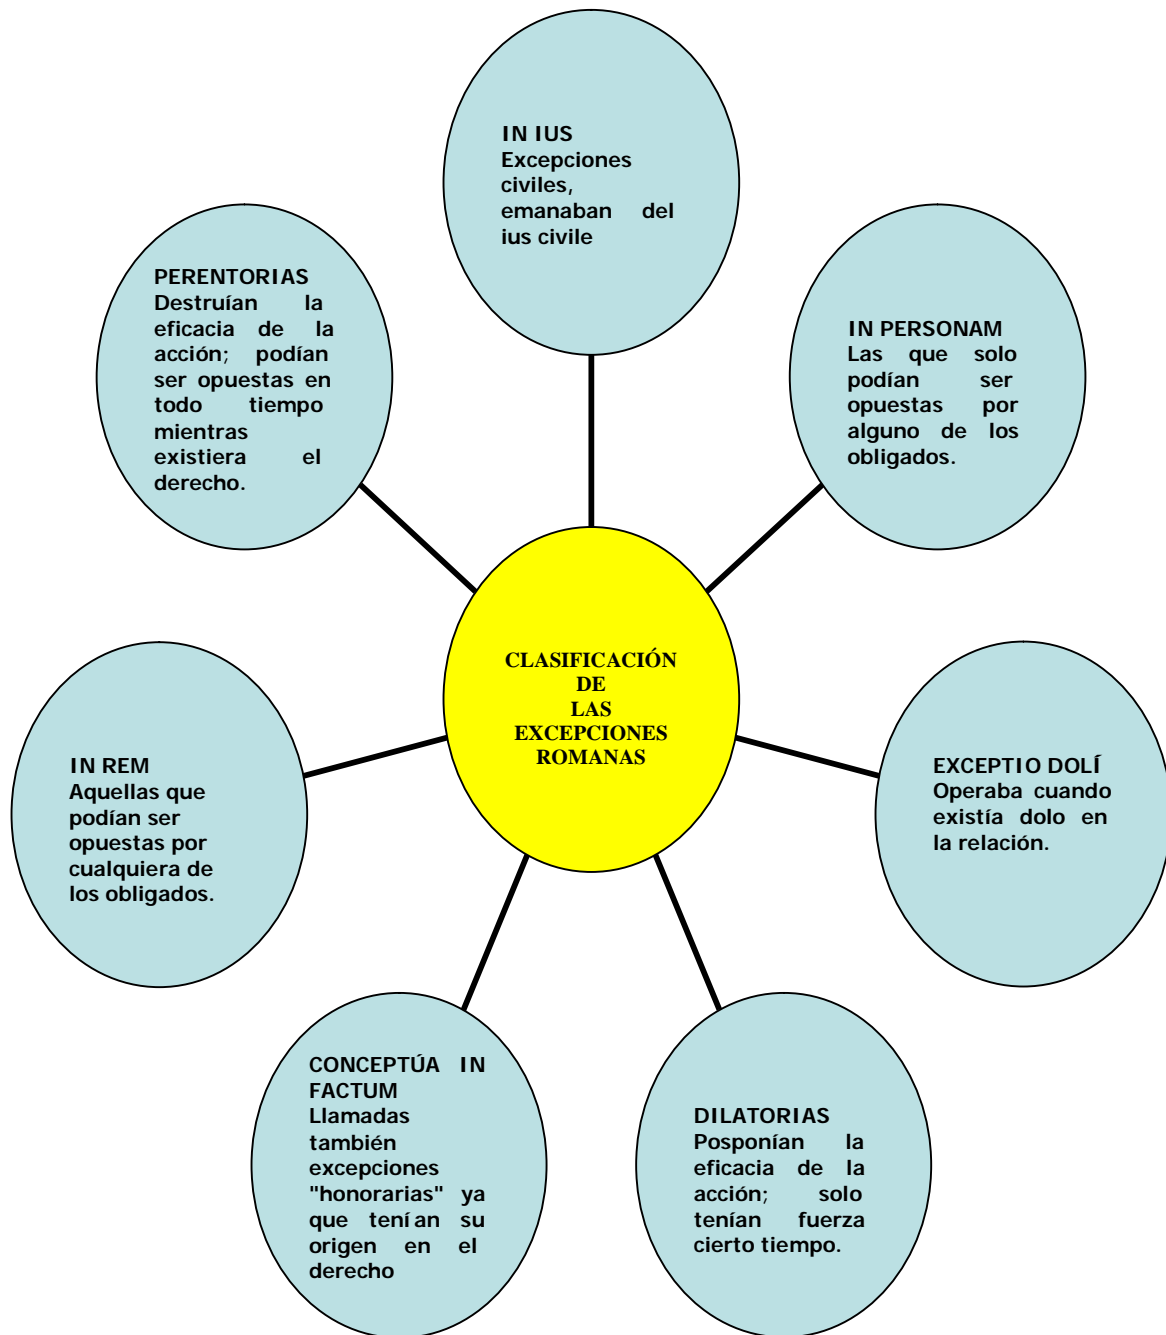 IN IUS
Excepciones
civiles,
emanaban del
ius civile
PERENTORIAS
Destruían la
eficacia de la
acción; podían
ser opuestas en
todo tiempo
mientras
existiera el
derecho.
IN PERSONAM
Las que solo
podían ser
opuestas por
alguno de los
obligados.
CLASIFICACIÓN
DE
LAS
EXCEPCIONES
ROMANAS
IN REM
Aquellas que
podían ser
opuestas por
cualquiera de
los obligados.
EXCEPTIO DOLÍ
Operaba cuando
existía dolo en
la relación.
CONCEPTÚA IN
FACTUM
Llamadas
también
excepciones
"honorarias" ya
que tenían su
origen en el
derecho
DILATORIAS
Posponían la
eficacia de la
acción; solo
tenían fuerza
cierto tiempo.